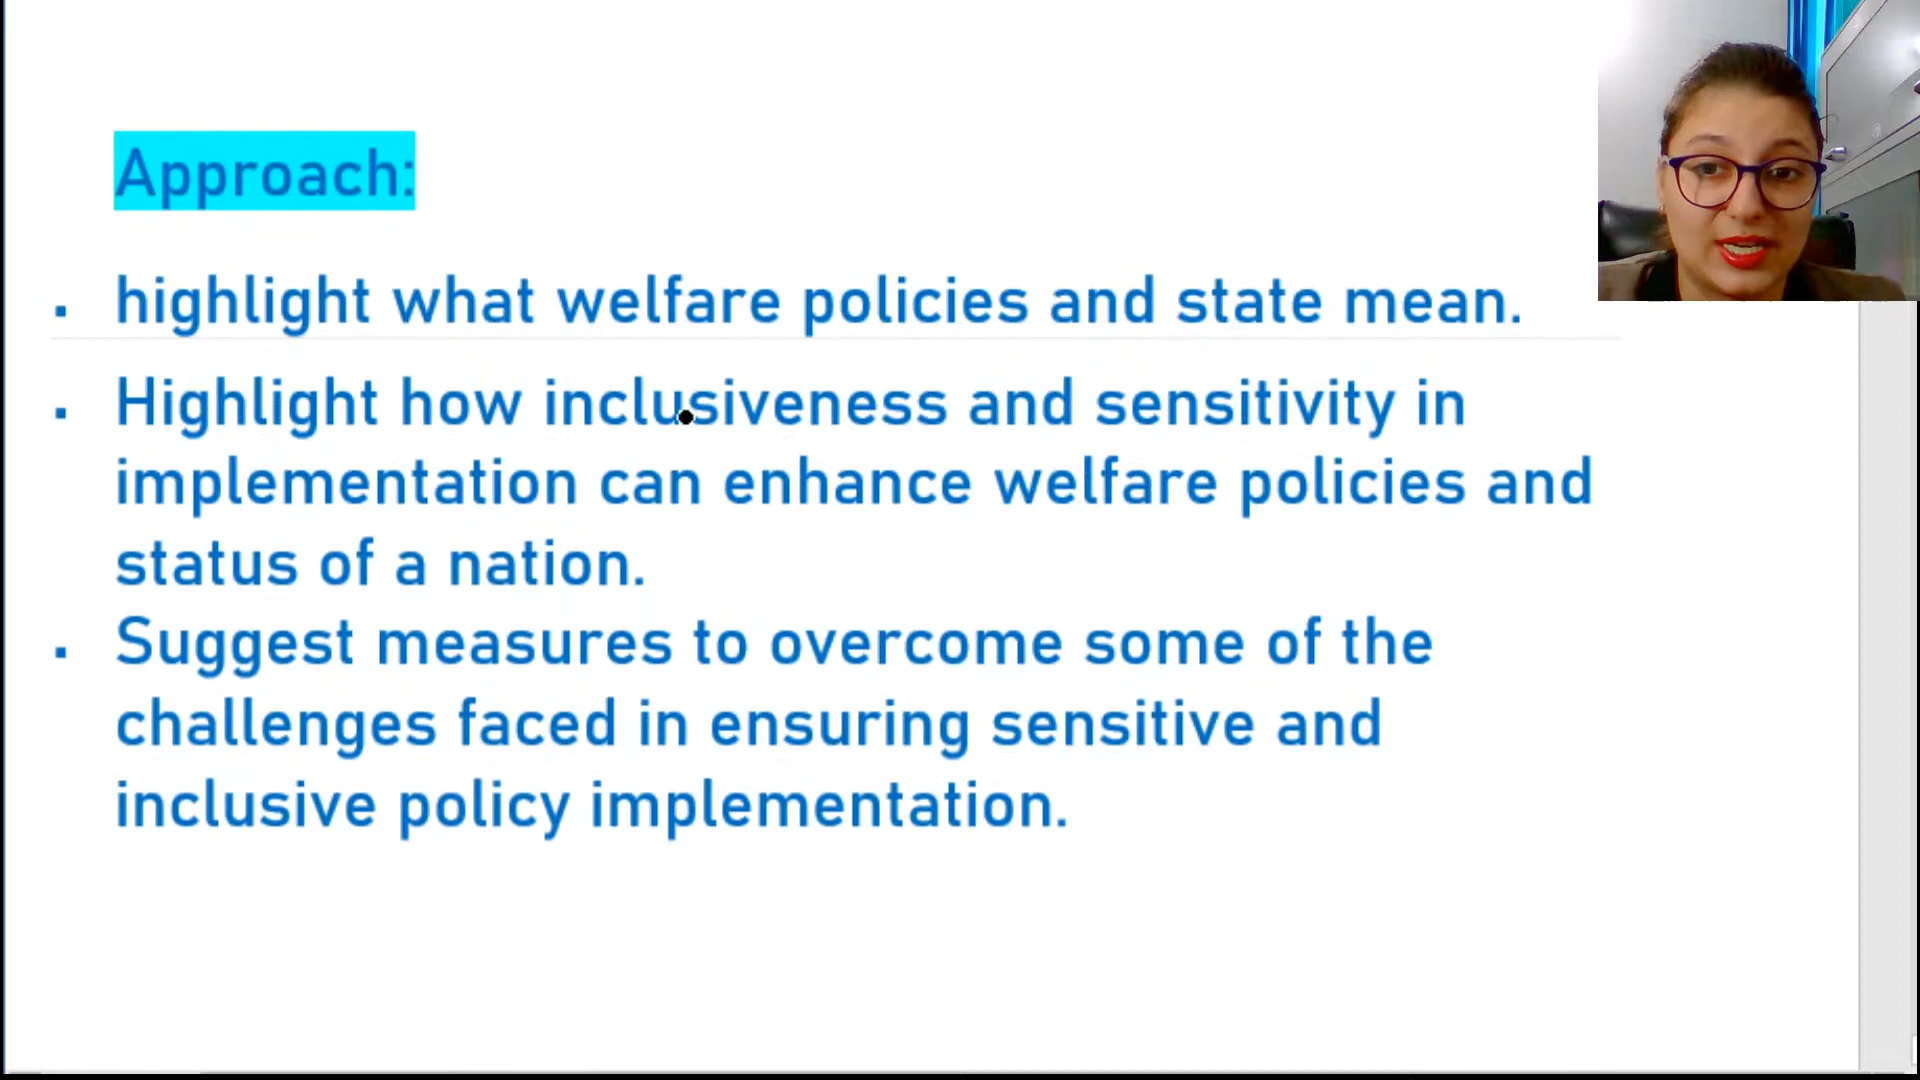 Approach:
▪ highlight what welfare policies and state mean.
▪ Highlight how inclusiveness and sensitivity in
implementation can enhance welfare policies and
status of a nation.
▪ Suggest measures to overcome some of the
challenges faced in ensuring sensitive and
inclusive policy implementation.